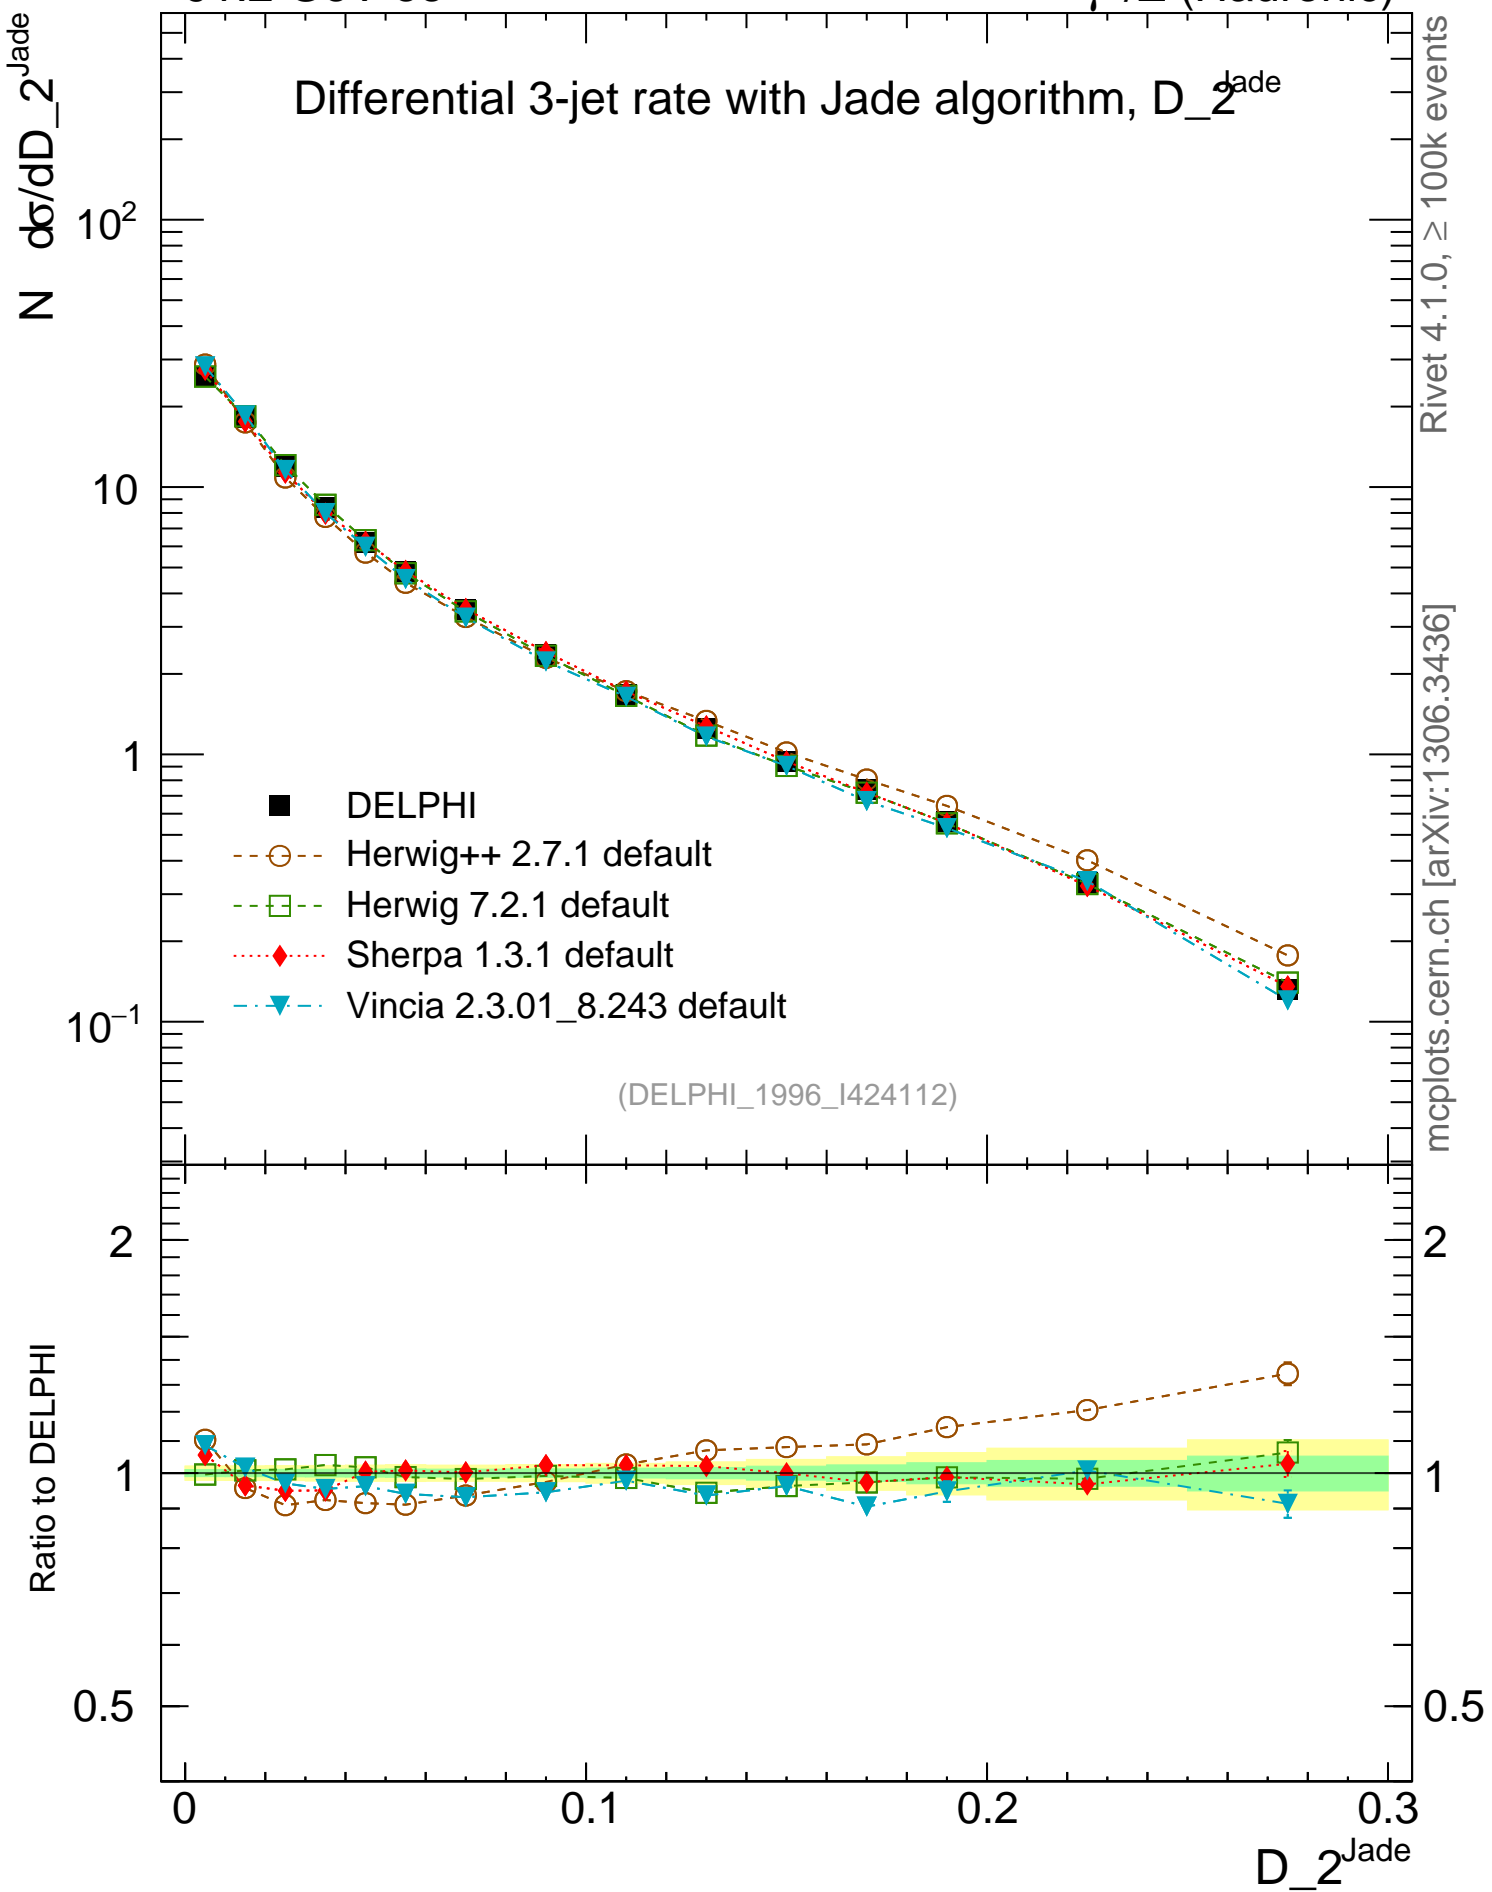 Differential 3-jet rate with Jade algorithm, D_2^Jade
N dσ/dD_2^Jade
10^2
10
1
10^−1
DELPHI
Herwig++ 2.7.1 default
Herwig 7.2.1 default
Sherpa 1.3.1 default
Vincia 2.3.01_8.243 default
(DELPHI_1996_I424112)
Rivet 4.1.0, ≥ 100k events
mcplots.cern.ch [arXiv:1306.3436]
Ratio to DELPHI
2
1
0.5
2
1
0.5
0 0.1 0.2 0.3
D_2^Jade